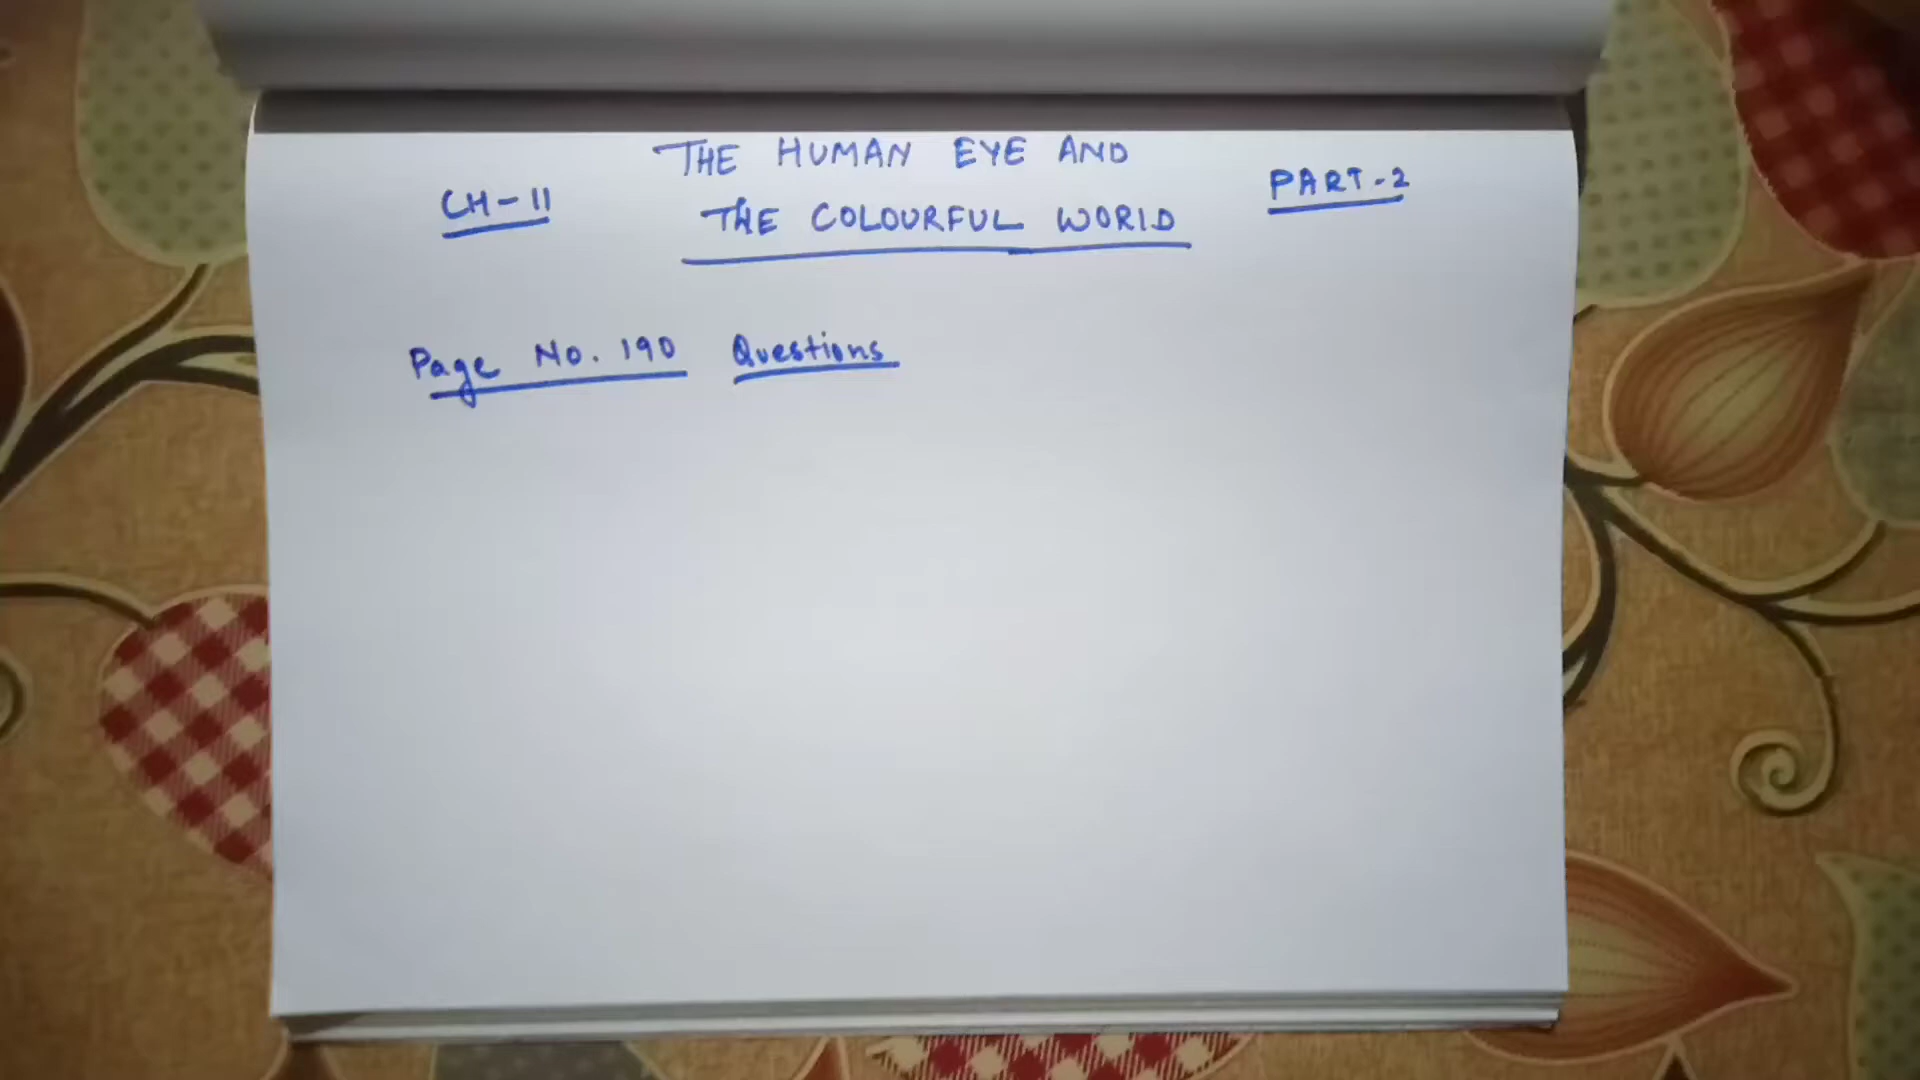 THE HUMAN EYE AND
CH-11
THE COLOURFUL WORLD
PART-2
Page No. 190 Questions